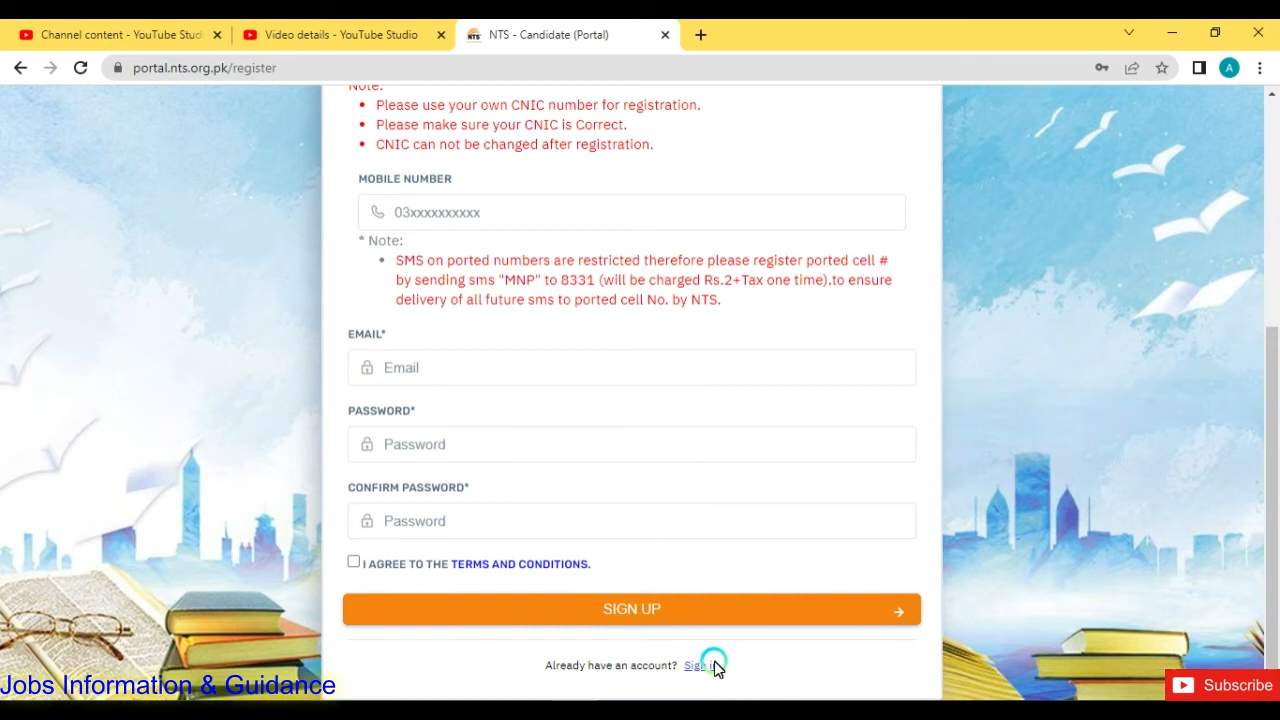 Channel content - YouTube Stud
Video details - YouTube Studio
NTS - Candidate (Portal)
portal.nts.org.pk/register
A
Note:
Please use your own CNIC number for registration.
Please make sure your CNIC is Correct.
CNIC can not be changed after registration.
MOBILE NUMBER
03xxxxxxxxxx
* Note:
SMS on ported numbers are restricted therefore please register ported cell #
by sending sms "MNP" to 8331 (will be charged Rs.2+Tax one time).to ensure
delivery of all future sms to ported cell No. by NTS.
EMAIL*
Email
PASSWORD*
Password
CONFIRM PASSWORD*
Password
I AGREE TO THE TERMS AND CONDITIONS.
SIGN UP
Already have an account? Sign in
Jobs Information & Guidance
Subscribe